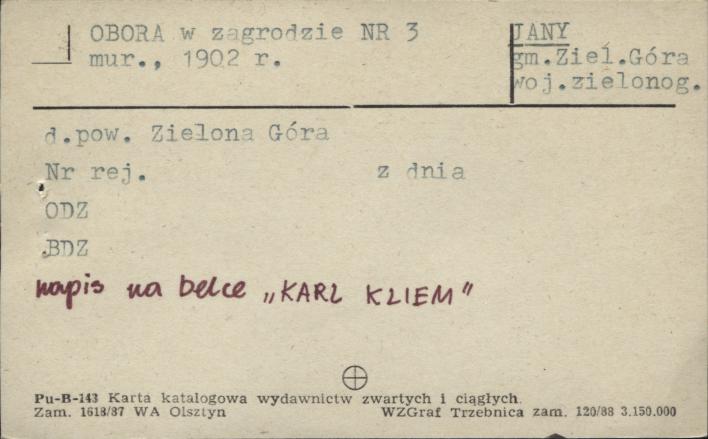 OBORA w zagrodzie NR 3
mur., 1902 r.
JANY
gm.Ziel.Góra
woj.zielonog.
d.pow. Zielona Góra
Nr rej. z dnia
ODZ
BDZ
napis na belce „KARL KLIEM"
Pu-B-143 Karta katalogowa wydawnictw zwartych i ciągłych.
Zam. 1618/87 WA Olsztyn WZGraf Trzebnica zam. 120/88 3.150.000